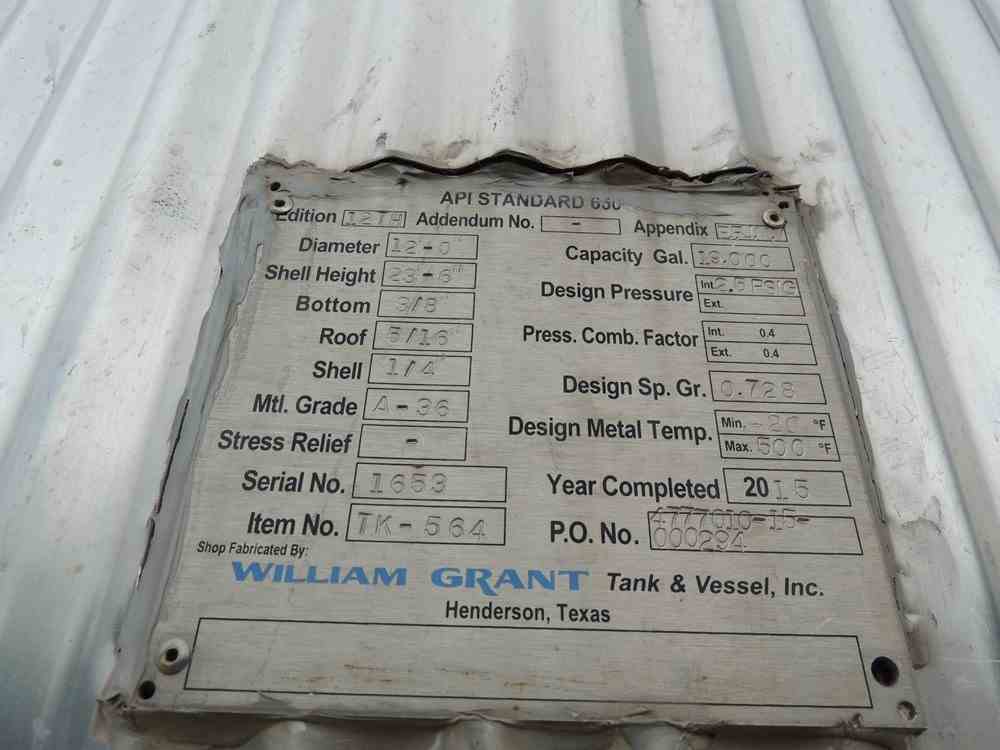 API STANDARD 650
Edition 12TH Addendum No. - Appendix
Diameter 12'-0"
Capacity Gal. 19.000
Shell Height 23'-6"
Design Pressure Int. 2.5 PSIG
Ext.
Bottom 3/8"
Roof 5/16"
Press. Comb. Factor Int. 0.4
Ext. 0.4
Shell 1/4"
Design Sp. Gr. 0.728
Mtl. Grade A-36
Design Metal Temp. Min. -20 °F
Max. 500 °F
Stress Relief -
Serial No. 1653
Year Completed 2015
Item No. TK-564
P.O. No. 4777010-15-
000294
Shop Fabricated By:
WILLIAM GRANT Tank & Vessel, Inc.
Henderson, Texas